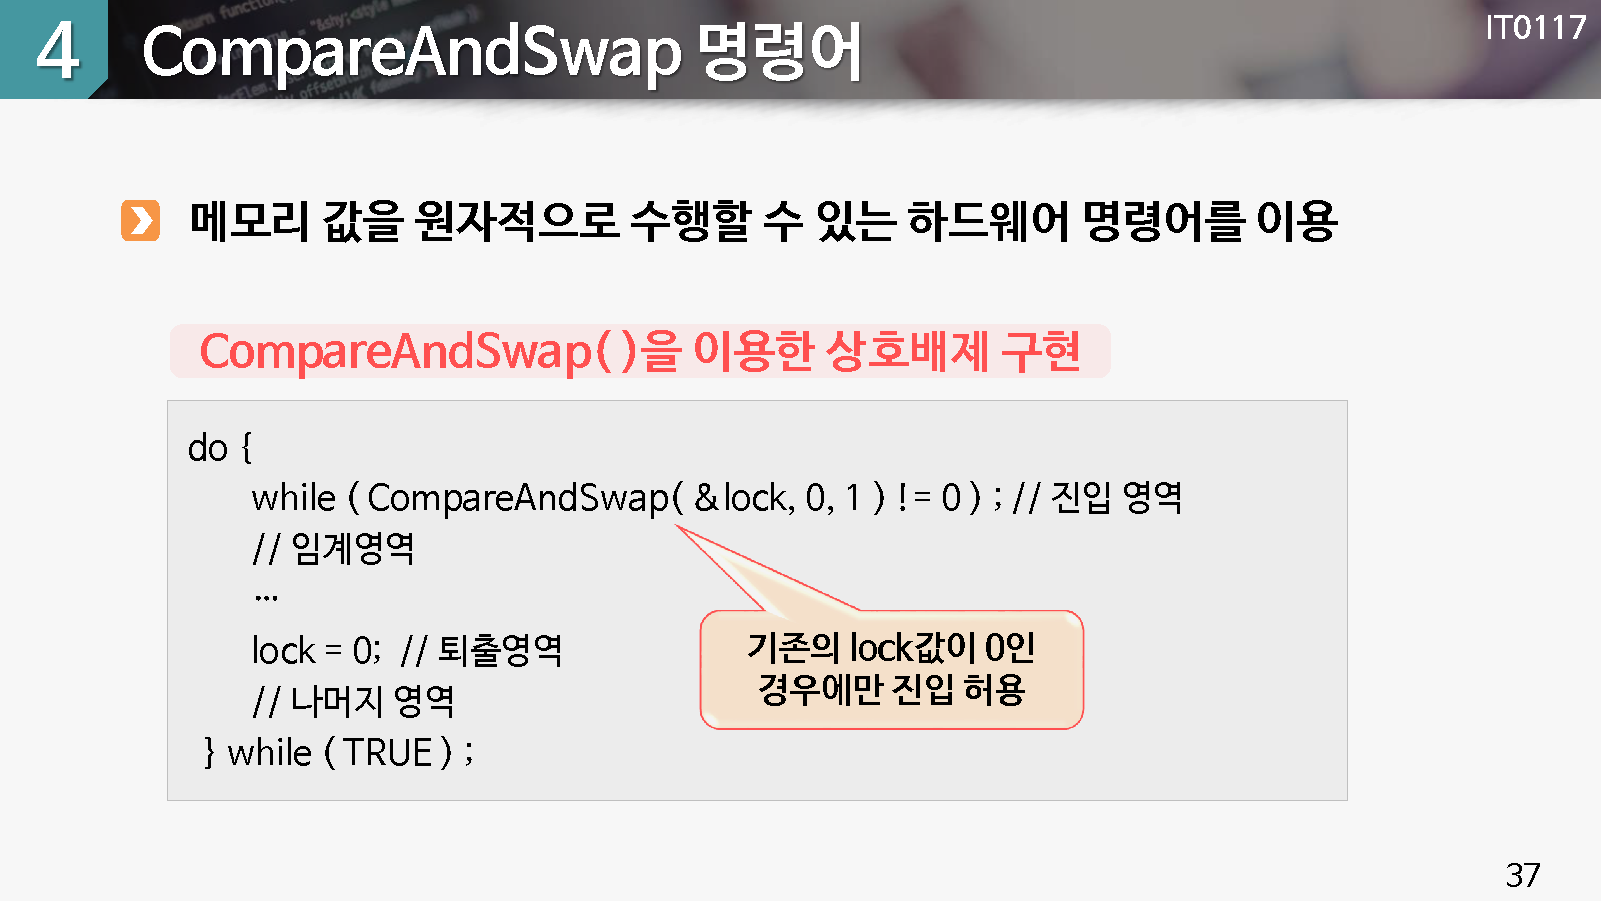 4 CompareAndSwap 명령어
IT0117
메모리 값을 원자적으로 수행할 수 있는 하드웨어 명령어를 이용
CompareAndSwap( )을 이용한 상호배제 구현
do {
while ( CompareAndSwap( &lock, 0, 1 ) != 0 ) ; // 진입 영역
// 임계영역
...
lock = 0; // 퇴출영역
// 나머지 영역
} while ( TRUE ) ;
기존의 lock값이 0인
경우에만 진입 허용
37